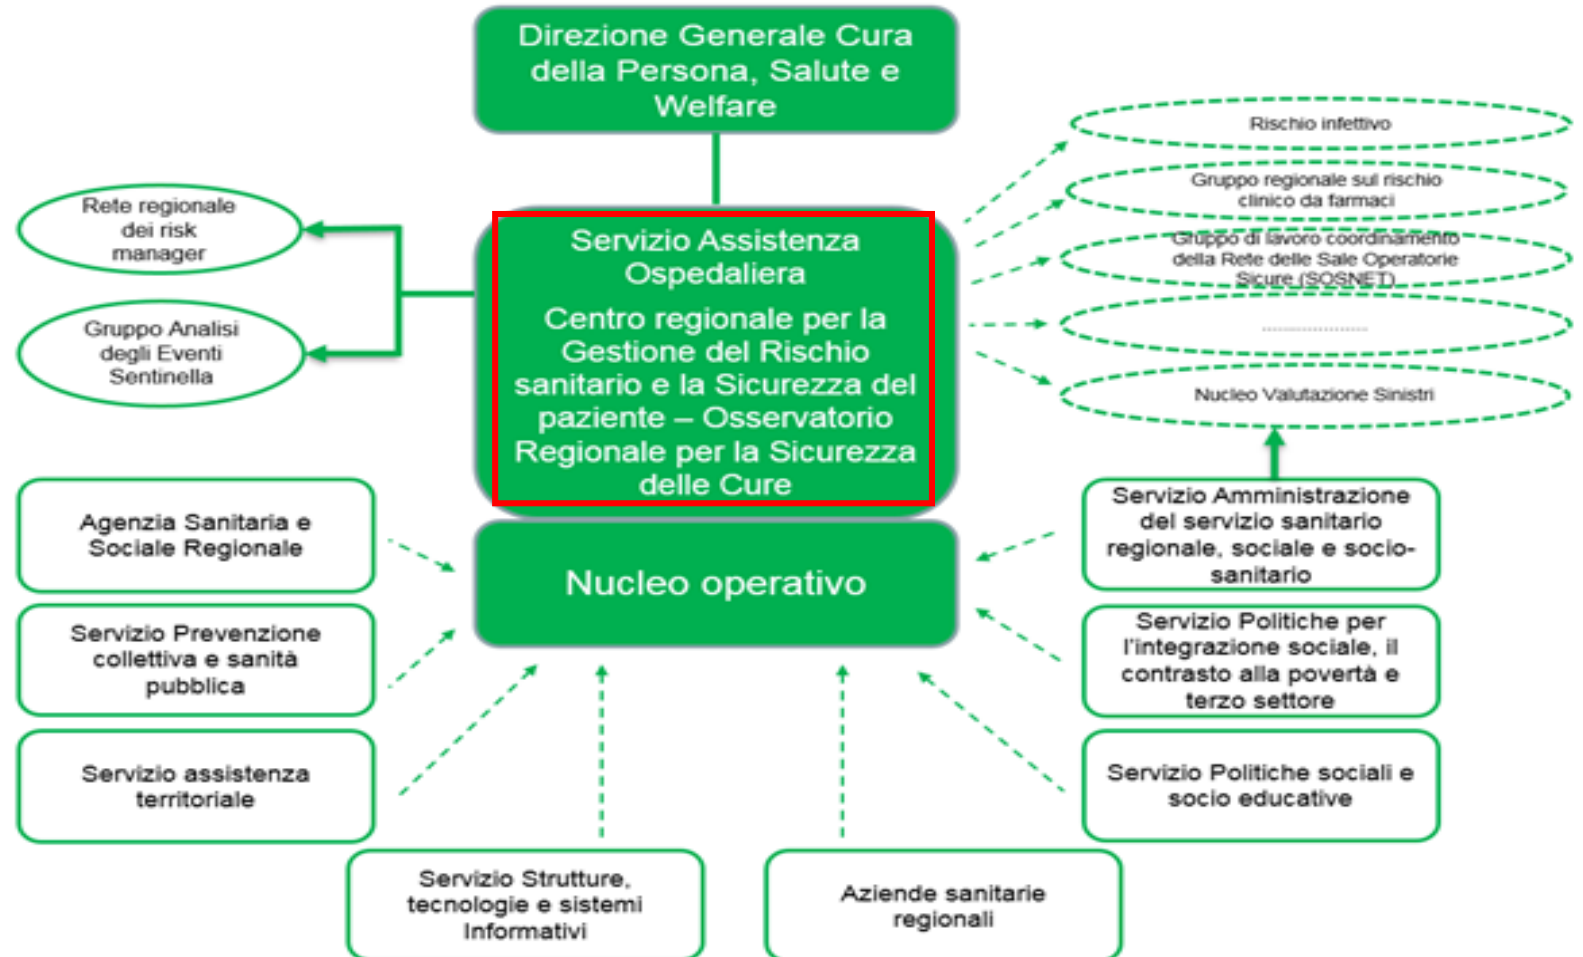 Direzione Generale Cura
della Persona, Salute e
Welfare
Rete regionale
dei risk
manager
Gruppo Analisi
degli Eventi
Sentinella
Servizio Assistenza
Ospedaliera
Centro regionale per la
Gestione del Rischio
sanitario e la Sicurezza del
paziente – Osservatorio
Regionale per la Sicurezza
delle Cure
Rischio infettivo
Gruppo regionale sul rischio
clinico da farmaci
Gruppo di lavoro coordinamento
della Rete delle Sale Operatorie
Sicure (SOSNET)
....................
Nucleo Valutazione Sinistri
Nucleo operativo
Agenzia Sanitaria e
Sociale Regionale
Servizio Prevenzione
collettiva e sanità
pubblica
Servizio assistenza
territoriale
Servizio Strutture,
tecnologie e sistemi
Informativi
Aziende sanitarie
regionali
Servizio Amministrazione
del servizio sanitario
regionale, sociale e socio-
sanitario
Servizio Politiche per
l'integrazione sociale, il
contrasto alla povertà e
terzo settore
Servizio Politiche sociali e
socio educative